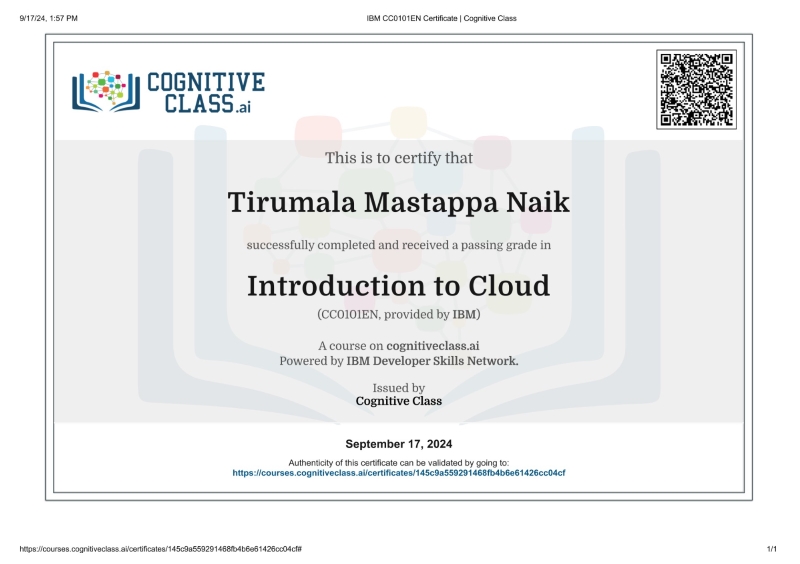 9/17/24, 1:57 PM
IBM CC0101EN Certificate | Cognitive Class
COGNITIVE
CLASS.ai
This is to certify that
Tirumala Mastappa Naik
successfully completed and received a passing grade in
Introduction to Cloud
(CC0101EN, provided by IBM)
A course on cognitiveclass.ai
Powered by IBM Developer Skills Network.
Issued by
Cognitive Class
September 17, 2024
Authenticity of this certificate can be validated by going to:
https://courses.cognitiveclass.ai/certificates/145c9a559291468fb4b6e61426cc04cf
https://courses.cognitiveclass.ai/certificates/145c9a559291468fb4b6e61426cc04cf#
1/1